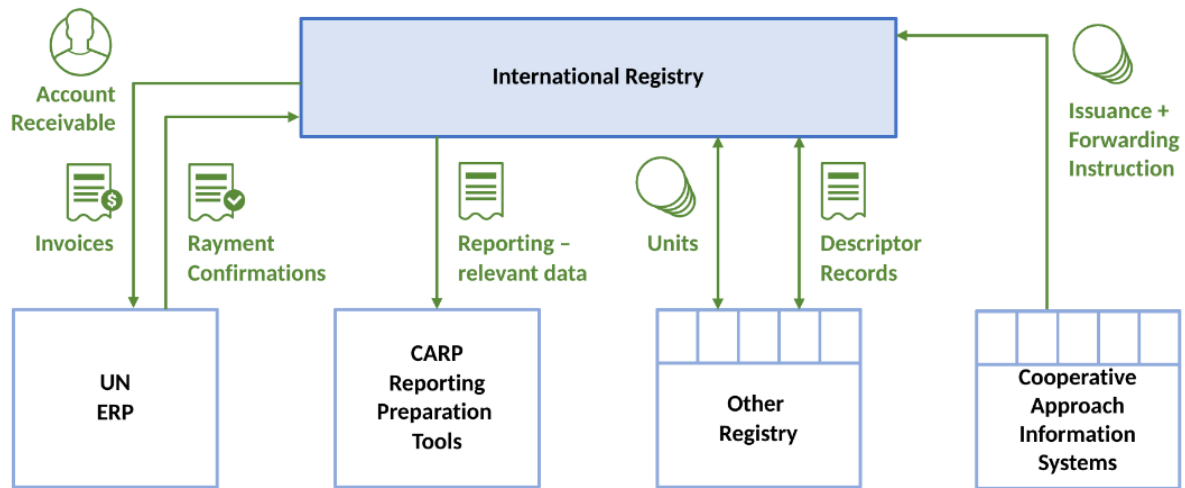 International Registry
Account
Receivable
Issuance +
Forwarding
Instruction
Invoices
Rayment
Confirmations
Reporting –
relevant data
Units
Descriptor
Records
$
UN
ERP
CARP
Reporting
Preparation
Tools
Other
Registry
Cooperative
Approach
Information
Systems